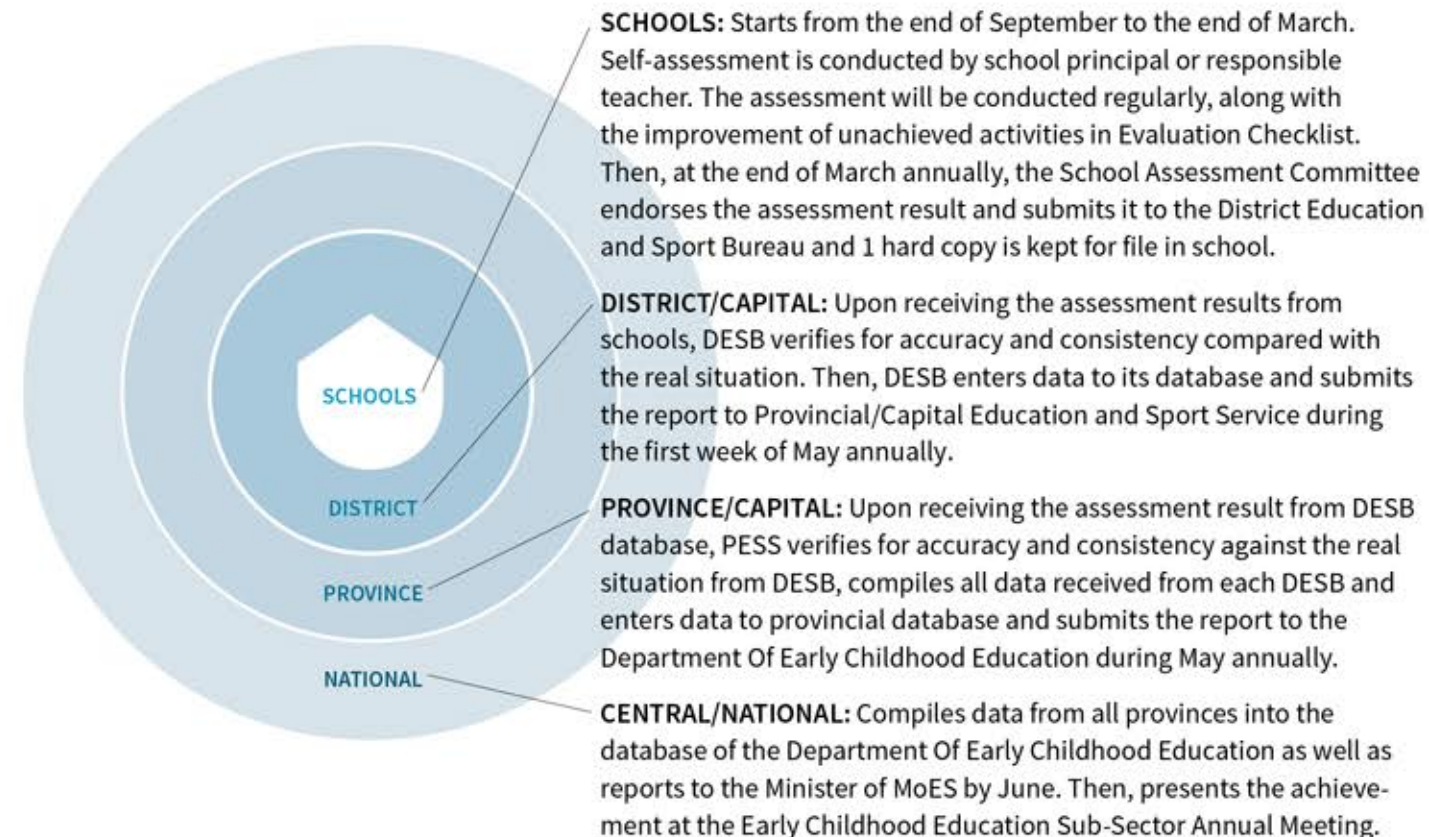 SCHOOLS: Starts from the end of September to the end of March.
Self-assessment is conducted by school principal or responsible
teacher. The assessment will be conducted regularly, along with
the improvement of unachieved activities in Evaluation Checklist.
Then, at the end of March annually, the School Assessment Committee
endorses the assessment result and submits it to the District Education
and Sport Bureau and 1 hard copy is kept for file in school.
DISTRICT/CAPITAL: Upon receiving the assessment results from
schools, DESB verifies for accuracy and consistency compared with
the real situation. Then, DESB enters data to its database and submits
the report to Provincial/Capital Education and Sport Service during
the first week of May annually.
PROVINCE/CAPITAL: Upon receiving the assessment result from DESB
database, PESS verifies for accuracy and consistency against the real
situation from DESB, compiles all data received from each DESB and
enters data to provincial database and submits the report to the
Department Of Early Childhood Education during May annually.
CENTRAL/NATIONAL: Compiles data from all provinces into the
database of the Department Of Early Childhood Education as well as
reports to the Minister of MoES by June. Then, presents the achieve-
ment at the Early Childhood Education Sub-Sector Annual Meeting.
SCHOOLS
DISTRICT
PROVINCE
NATIONAL